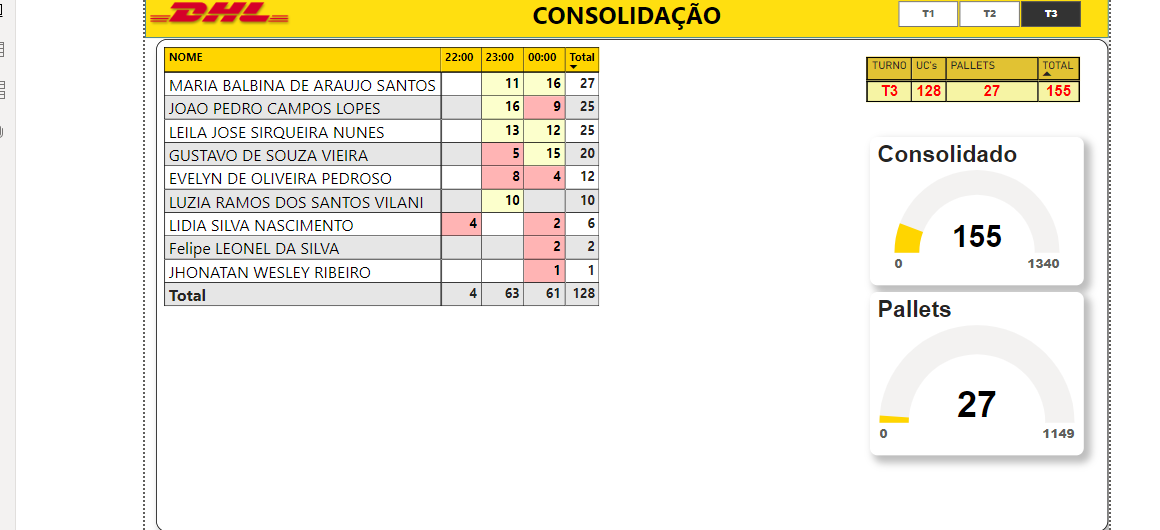 DHL
CONSOLIDAÇÃO
T1 T2 T3
NOME 22:00 23:00 00:00 Total
MARIA BALBINA DE ARAUJO SANTOS 11 16 27
JOAO PEDRO CAMPOS LOPES 16 9 25
LEILA JOSE SIRQUEIRA NUNES 13 12 25
GUSTAVO DE SOUZA VIEIRA 5 15 20
EVELYN DE OLIVEIRA PEDROSO 8 4 12
LUZIA RAMOS DOS SANTOS VILANI 10 10
LIDIA SILVA NASCIMENTO 4 2 6
Felipe LEONEL DA SILVA 2 2
JHONATAN WESLEY RIBEIRO 1 1
Total 4 63 61 128
TURNO UC's PALLETS TOTAL
T3 128 27 155
Consolidado
155
0 1340
Pallets
27
0 1149